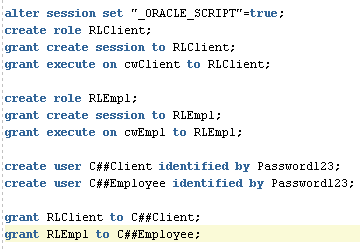 alter session set "_ORACLE_SCRIPT"=true;
create role RLClient;
grant create session to RLClient;
grant execute on cwClient to RLClient;
create role RLEmpl;
grant create session to RLEmpl;
grant execute on cwEmpl to RLEmpl;
create user C##Client identified by Password123;
create user C##Employee identified by Password123;
grant RLClient to C##Client;
grant RLEmpl to C##Employee;